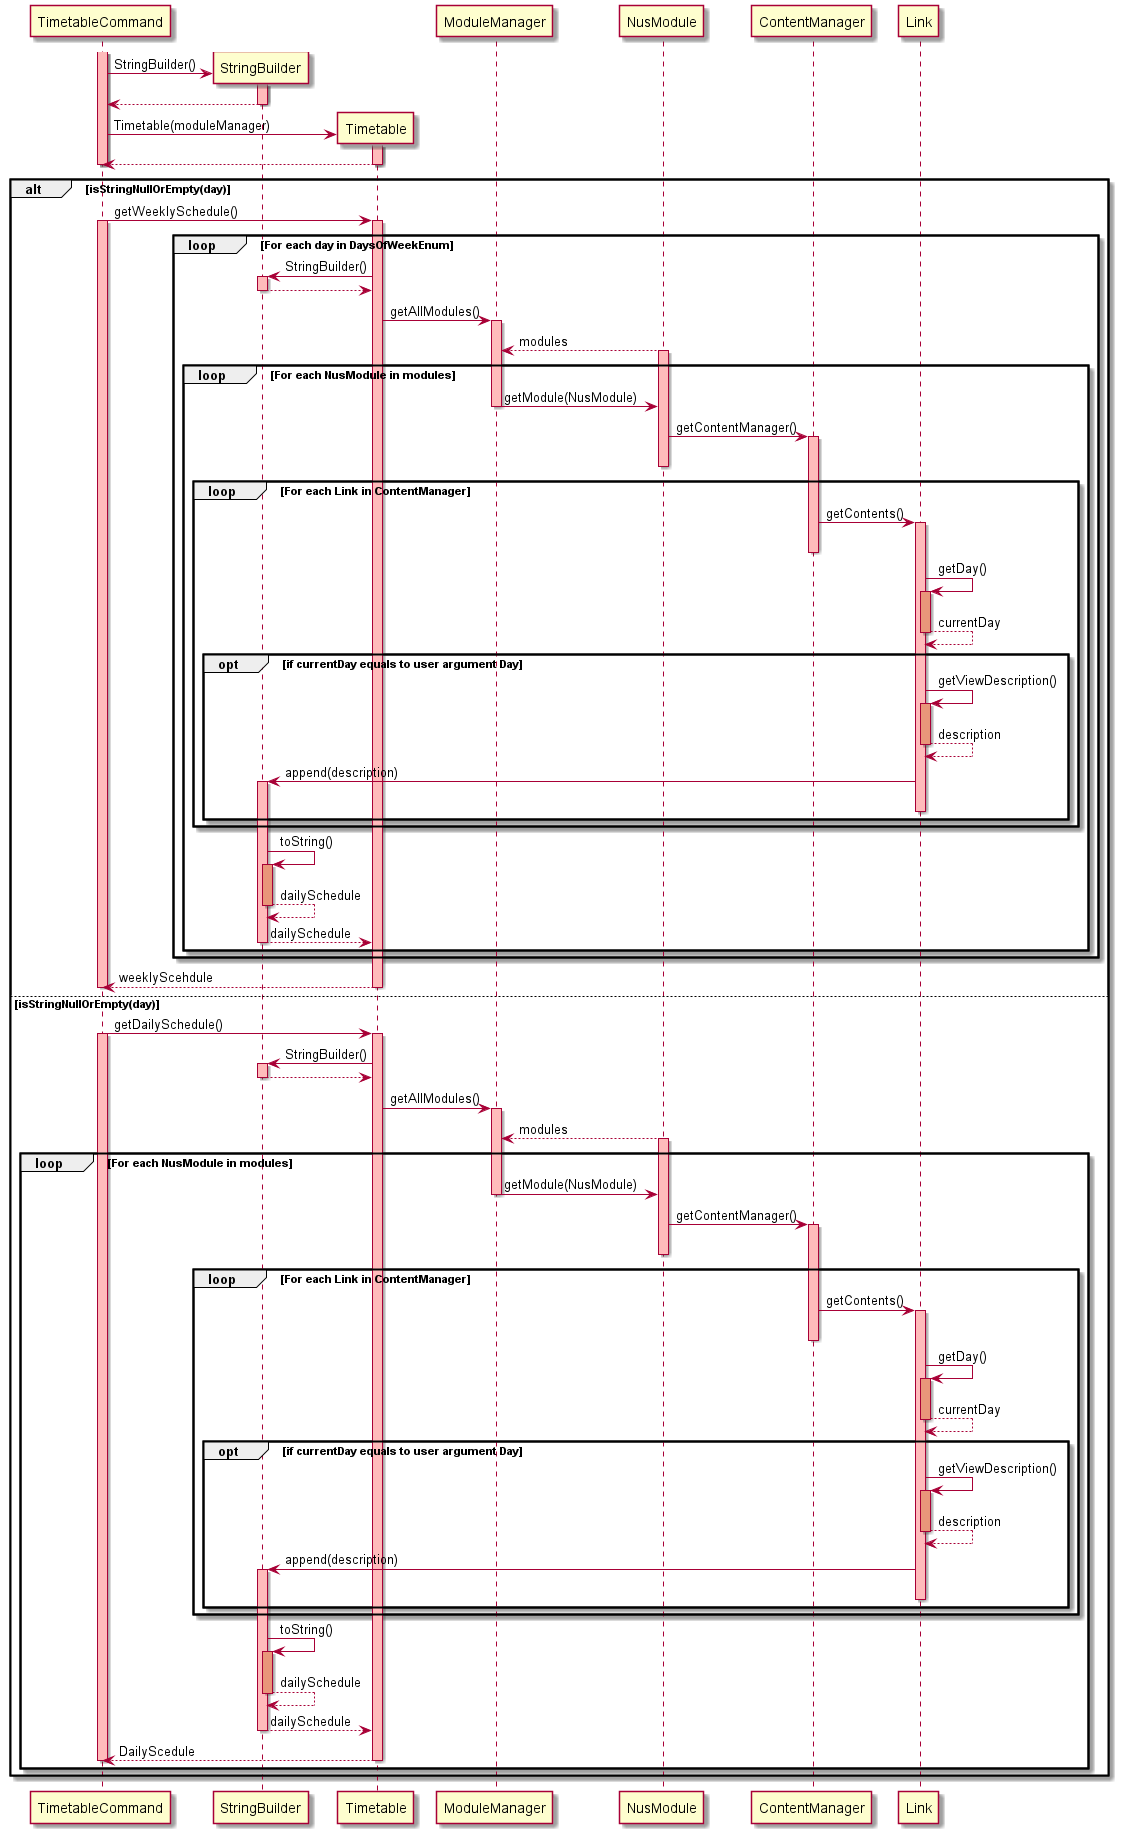 TimetableCommand
ModuleManager
NusModule
ContentManager
Link
StringBuilder()
StringBuilder
Timetable(moduleManager)
Timetable
alt
[isStringNullOrEmpty(day)]
getWeeklySchedule()
loop
[For each day in DaysOfWeekEnum]
StringBuilder()
getAllModules()
modules
loop
[For each NusModule in modules]
getModule(NusModule)
getContentManager()
loop
[For each Link in ContentManager]
getContents()
getDay()
currentDay
opt
[if currentDay equals to user argument Day]
getViewDescription()
description
append(description)
toString()
dailySchedule
dailySchedule
weeklyScehdule
[isStringNullOrEmpty(day)]
getDailySchedule()
StringBuilder()
getAllModules()
modules
loop
[For each NusModule in modules]
getModule(NusModule)
getContentManager()
loop
[For each Link in ContentManager]
getContents()
getDay()
currentDay
opt
[if currentDay equals to user argument Day]
getViewDescription()
description
append(description)
toString()
dailySchedule
dailySchedule
DailyScedule
TimetableCommand
StringBuilder
Timetable
ModuleManager
NusModule
ContentManager
Link